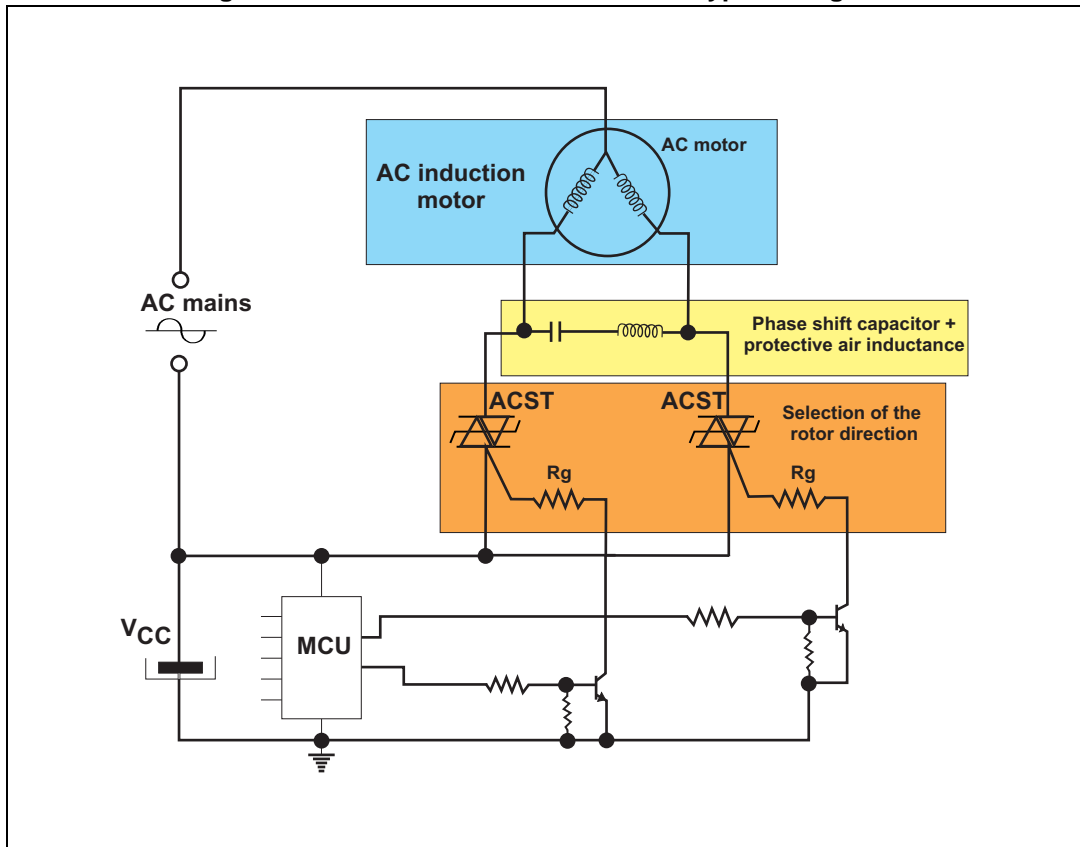 AC motor
AC induction
motor
AC mains
Phase shift capacitor +
protective air inductance
ACST
ACST
Selection of the
rotor direction
Rg
Rg
VCC
MCU